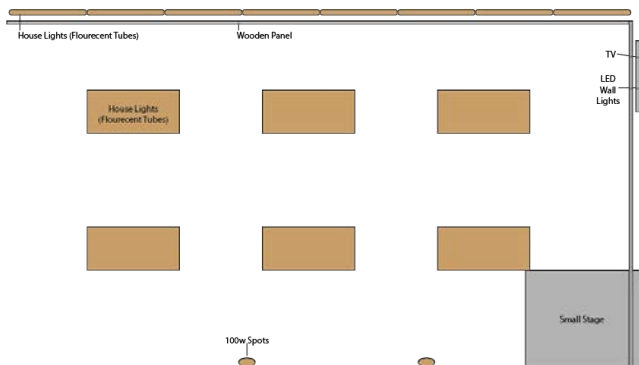 House Lights (Flourecent Tubes)
Wooden Panel
TV
LED
Wall
Lights
House Lights
(Flourecent Tubes)
Small Stage
100w Spots